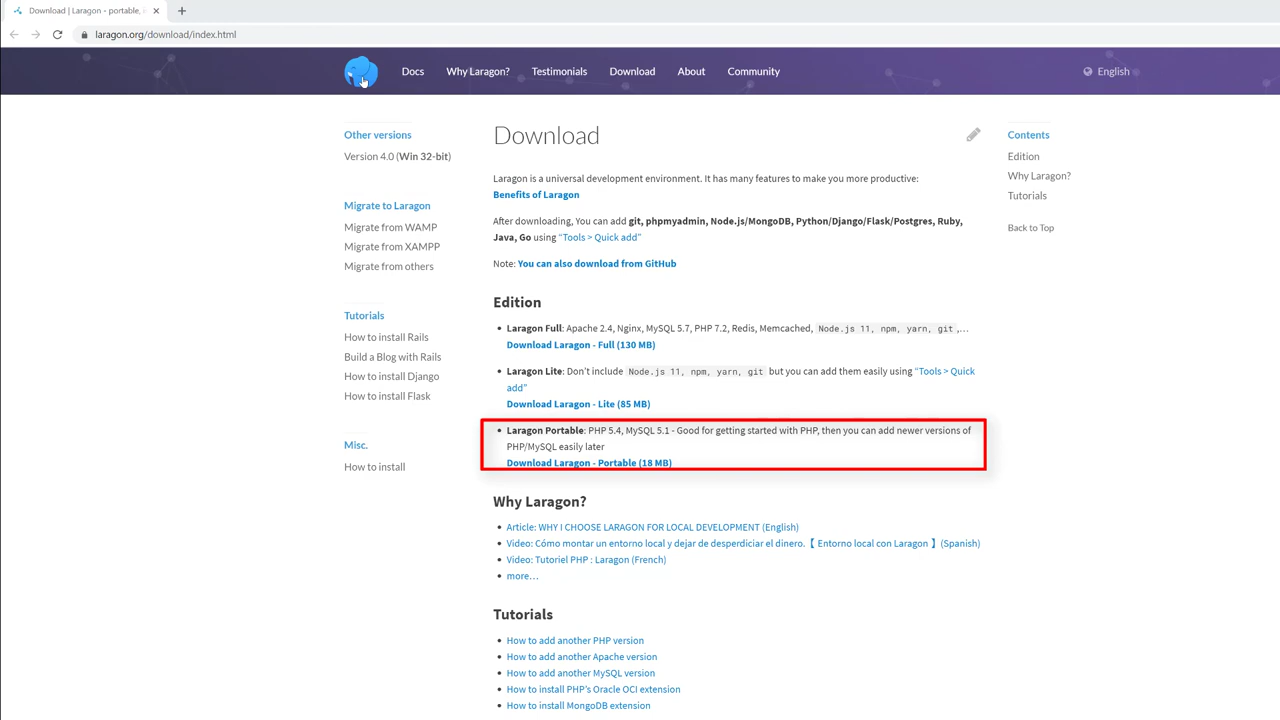 Download | Laragon - portable, i
laragon.org/download/index.html
Docs
Why Laragon?
Testimonials
Download
About
Community
English
Other versions
Version 4.0 (Win 32-bit)
Migrate to Laragon
Migrate from WAMP
Migrate from XAMPP
Migrate from others
Tutorials
How to install Rails
Build a Blog with Rails
How to install Django
How to install Flask
Misc.
How to install
Download
Laragon is a universal development environment. It has many features to make you more productive:
Benefits of Laragon
After downloading, You can add git, phpmyadmin, Node.js/MongoDB, Python/Django/Flask/Postgres, Ruby,
Java, Go using “Tools > Quick add”
Note: You can also download from GitHub
Edition
• Laragon Full: Apache 2.4, Nginx, MySQL 5.7, PHP 7.2, Redis, Memcached, Node.js 11, npm, yarn, git,…
Download Laragon - Full (130 MB)
• Laragon Lite: Don’t include Node.js 11, npm, yarn, git but you can add them easily using “Tools > Quick
add”
Download Laragon - Lite (85 MB)
• Laragon Portable: PHP 5.4, MySQL 5.1 - Good for getting started with PHP, then you can add newer versions of
PHP/MySQL easily later
Download Laragon - Portable (18 MB)
Why Laragon?
• Article: WHY I CHOOSE LARAGON FOR LOCAL DEVELOPMENT (English)
• Video: Cómo montar un entorno local y dejar de desperdiciar el dinero.【 Entorno local con Laragon 】(Spanish)
• Video: Tutoriel PHP : Laragon (French)
• more…
Tutorials
• How to add another PHP version
• How to add another Apache version
• How to add another MySQL version
• How to install PHP’s Oracle OCI extension
• How to install MongoDB extension
Contents
Edition
Why Laragon?
Tutorials
Back to Top